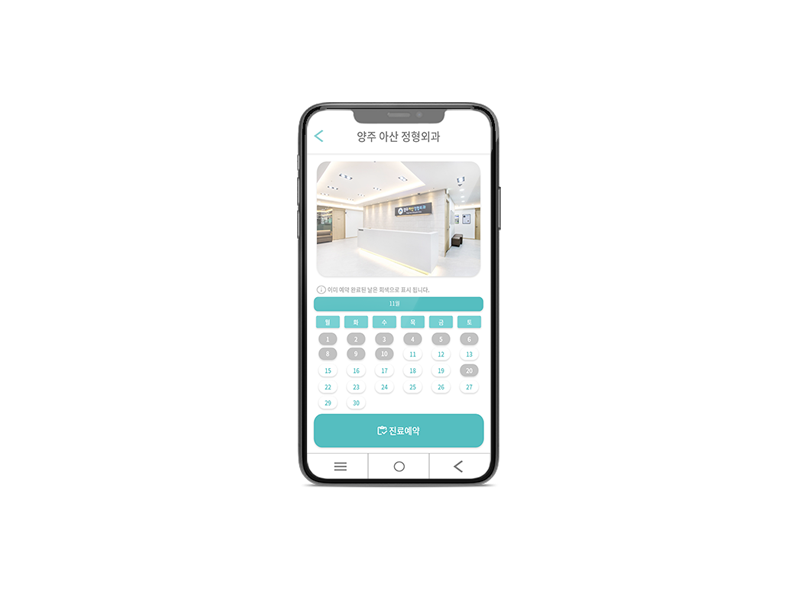 양주 아산 정형외과
이미 예약 완료된 날은 회색으로 표시 됩니다.
11월
월 화 수 목 금 토
1 2 3 4 5 6
8 9 10 11 12 13
15 16 17 18 19 20
22 23 24 25 26 27
29 30
진료예약